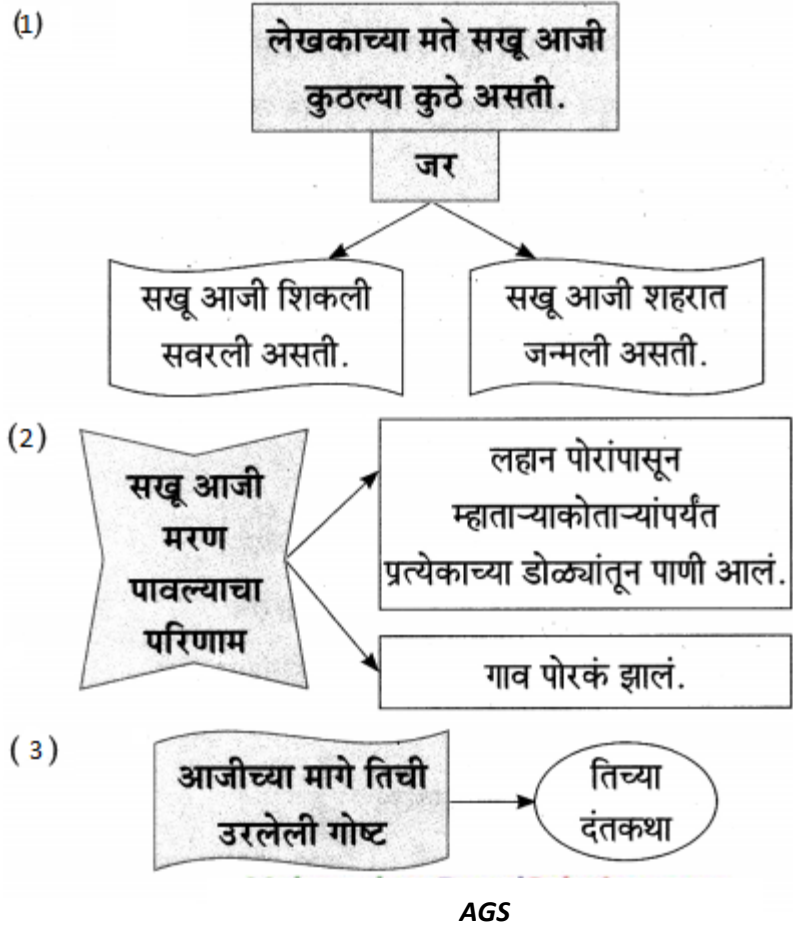 (1)
लेखकाच्या मते सखू आजी
कुठल्या कुठे असती.
जर
सखू आजी शिकली
सवरली असती.
सखू आजी शहरात
जन्मली असती.
(2)
सखू आजी
मरण
पावल्याचा
परिणाम
लहान पोरांपासून
म्हाताऱ्याकोताऱ्यांपर्यंत
प्रत्येकाच्या डोळ्यांतून पाणी आलं.
गाव पोरकं झालं.
( 3 )
आजीच्या मागे तिची
उरलेली गोष्ट
तिच्या
दंतकथा
AGS